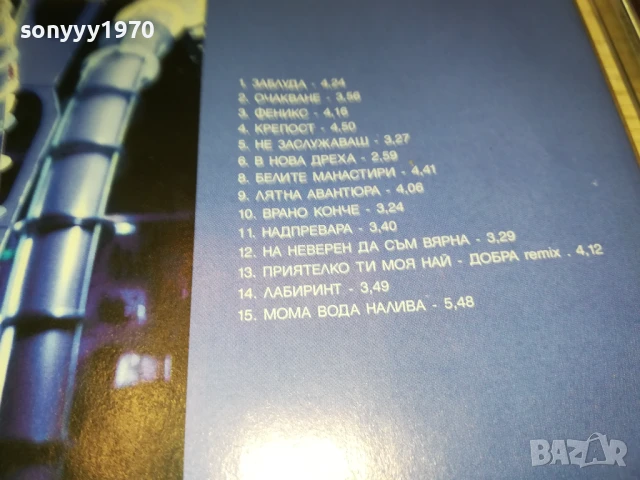 sonyyy1970
1. ЗАБЛУДА - 4,24
2. ОЧАКВАНЕ - 3,56
3. ФЕНИКС - 4,16
4. КРЕПОСТ - 4,50
5. НЕ ЗАСЛУЖАВАШ - 3,27
6. В НОВА ДРЕХА - 2,59
8. БЕЛИТЕ МАНАСТИРИ - 4,41
9. ЛЯТНА АВАНТЮРА - 4,06
10. ВРАНО КОНЧЕ - 3,24
11. НАДПРЕВАРА - 3,40
12. НА НЕВЕРЕН ДА СЪМ ВЯРНА - 3,29
13. ПРИЯТЕЛКО ТИ МОЯ НАЙ - ДОБРА remix . 4,12
14. ЛАБИРИНТ - 3,49
15. МОМА ВОДА НАЛИВА - 5,48
BAZAR